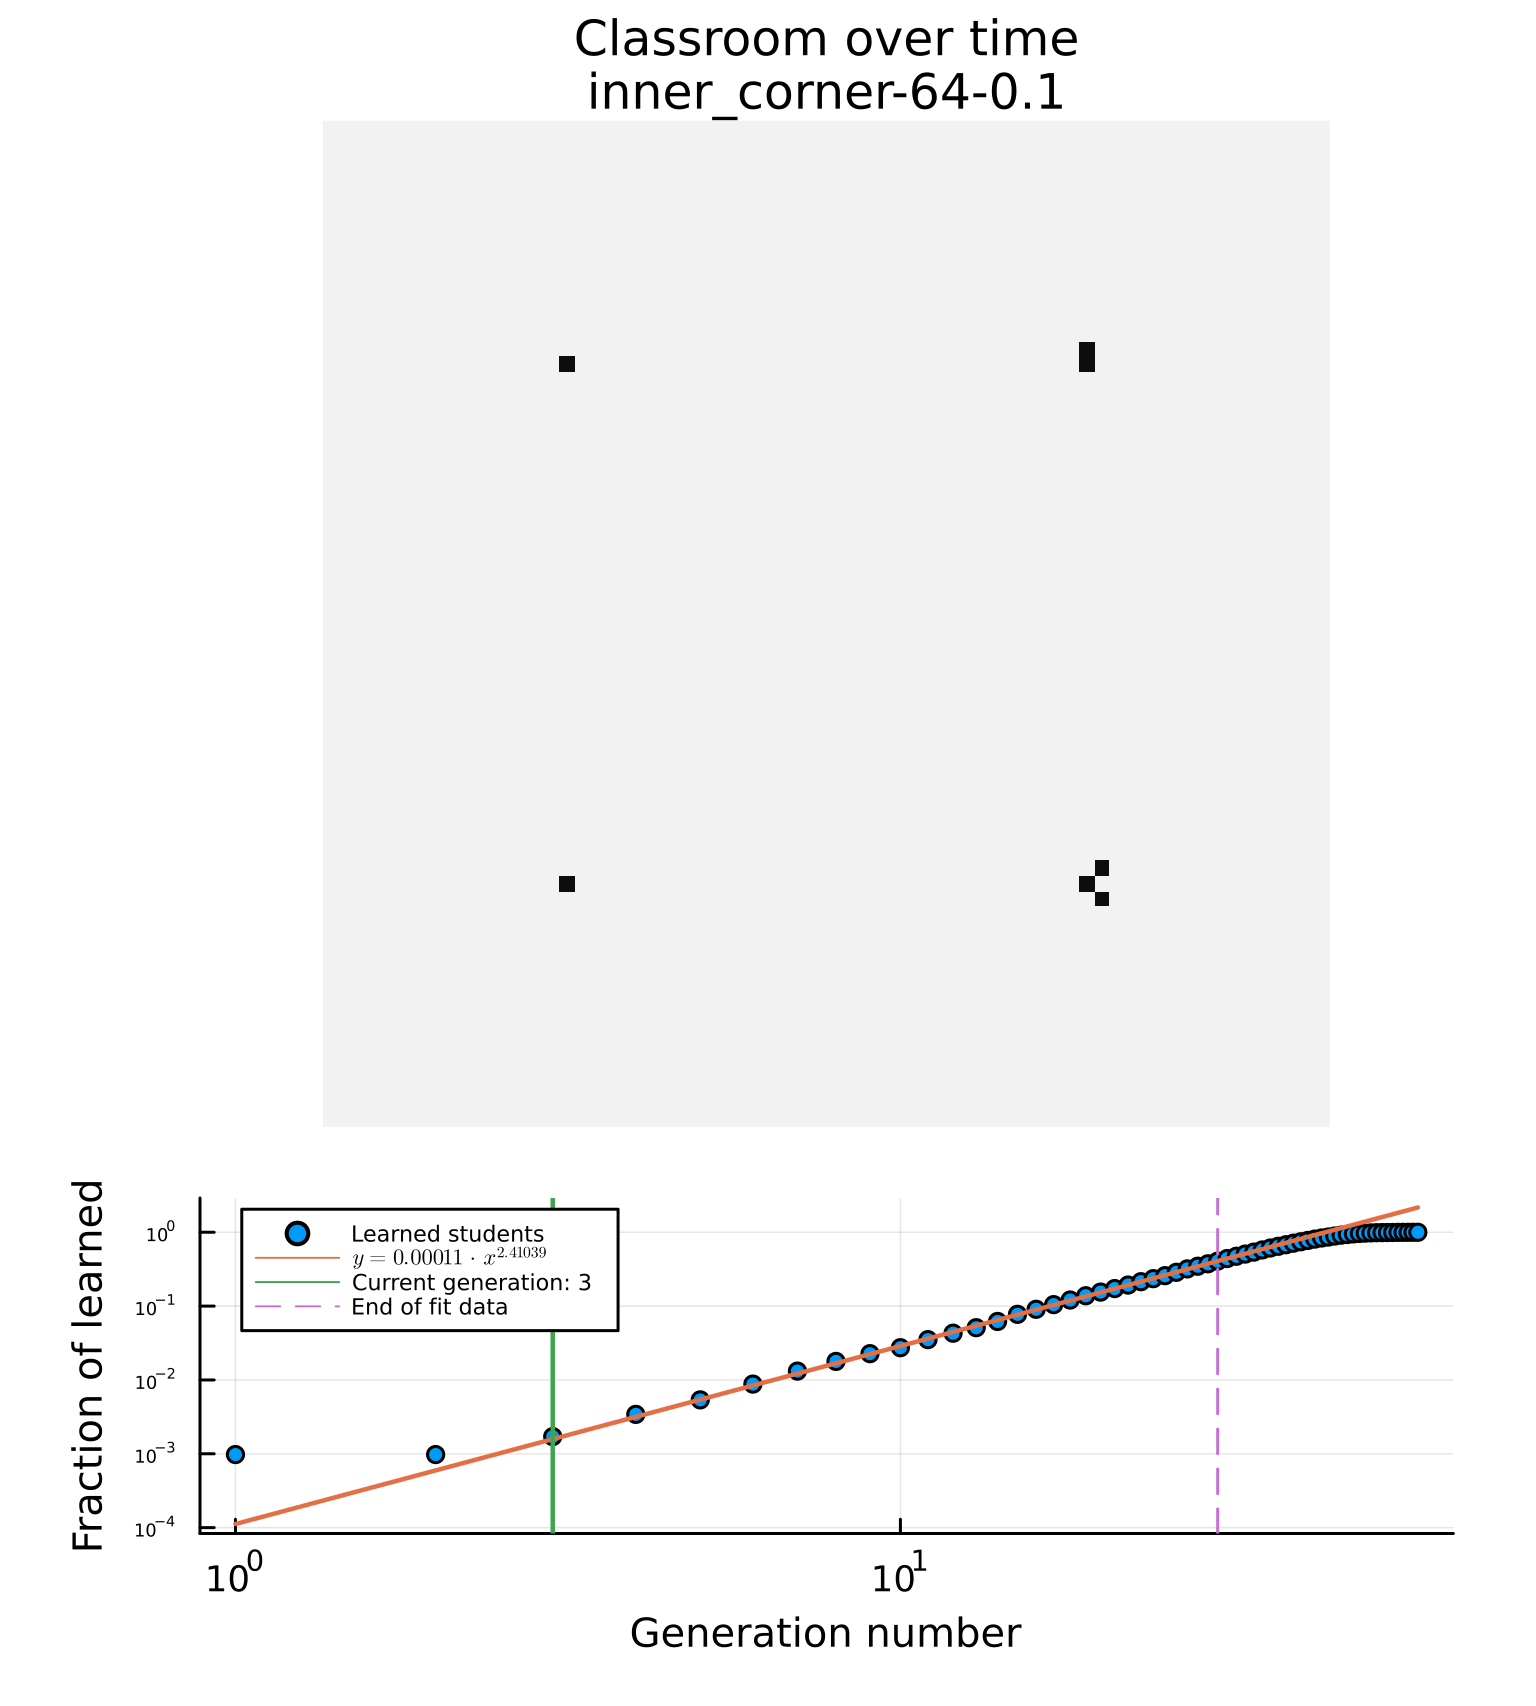 Classroom over time
inner_corner-64-0.1
Fraction of learned
10^0
10^-1
10^-2
10^-3
10^-4
Learned students
y = 0.00011 · x^2.41039
Current generation: 3
End of fit data
10^0
10^1
Generation number